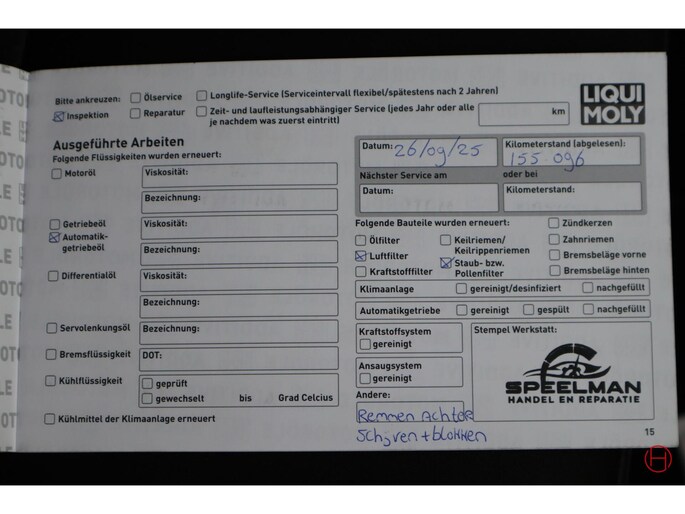 Bitte ankreuzen: Ölservice Longlife-Service (Serviceintervall flexibel/spätestens nach 2 Jahren)
Inspektion Reparatur Zeit- und laufleistungsabhängiger Service (jedes Jahr oder alle km
je nachdem was zuerst eintritt)
LIQUI
MOLY
Ausgeführte Arbeiten
Folgende Flüssigkeiten wurden erneuert:
Motoröl Viskosität:
Bezeichnung:
Getriebeöl Viskosität:
Automatik-
getriebeöl Bezeichnung:
Differentialöl Viskosität:
Bezeichnung:
Servolenkungsöl Bezeichnung:
Bremsflüssigkeit DOT:
Kühlflüssigkeit geprüft
gewechselt bis Grad Celcius
Kühlmittel der Klimaanlage erneuert
Datum: 26/09/25 Kilometerstand (abgelesen):
155 096
Nächster Service am oder bei
Datum: Kilometerstand:
Folgende Bauteile wurden erneuert: Zündkerzen
Ölfilter Keilriemen/ Zahnriemen
Keilrippenriemen
Luftfilter Staub- bzw. Bremsbeläge vorne
Kraftstofffilter Pollenfilter Bremsbeläge hinten
Klimaanlage gereinigt/desinfiziert nachgefüllt
Automatikgetriebe gereinigt gespült nachgefüllt
Kraftstoffsystem
gereinigt
Stempel Werkstatt:
Ansaugsystem
gereinigt
SPEELMAN
HANDEL EN REPARATIE
Andere:
Remmen Achter
Schijven + blokken
15